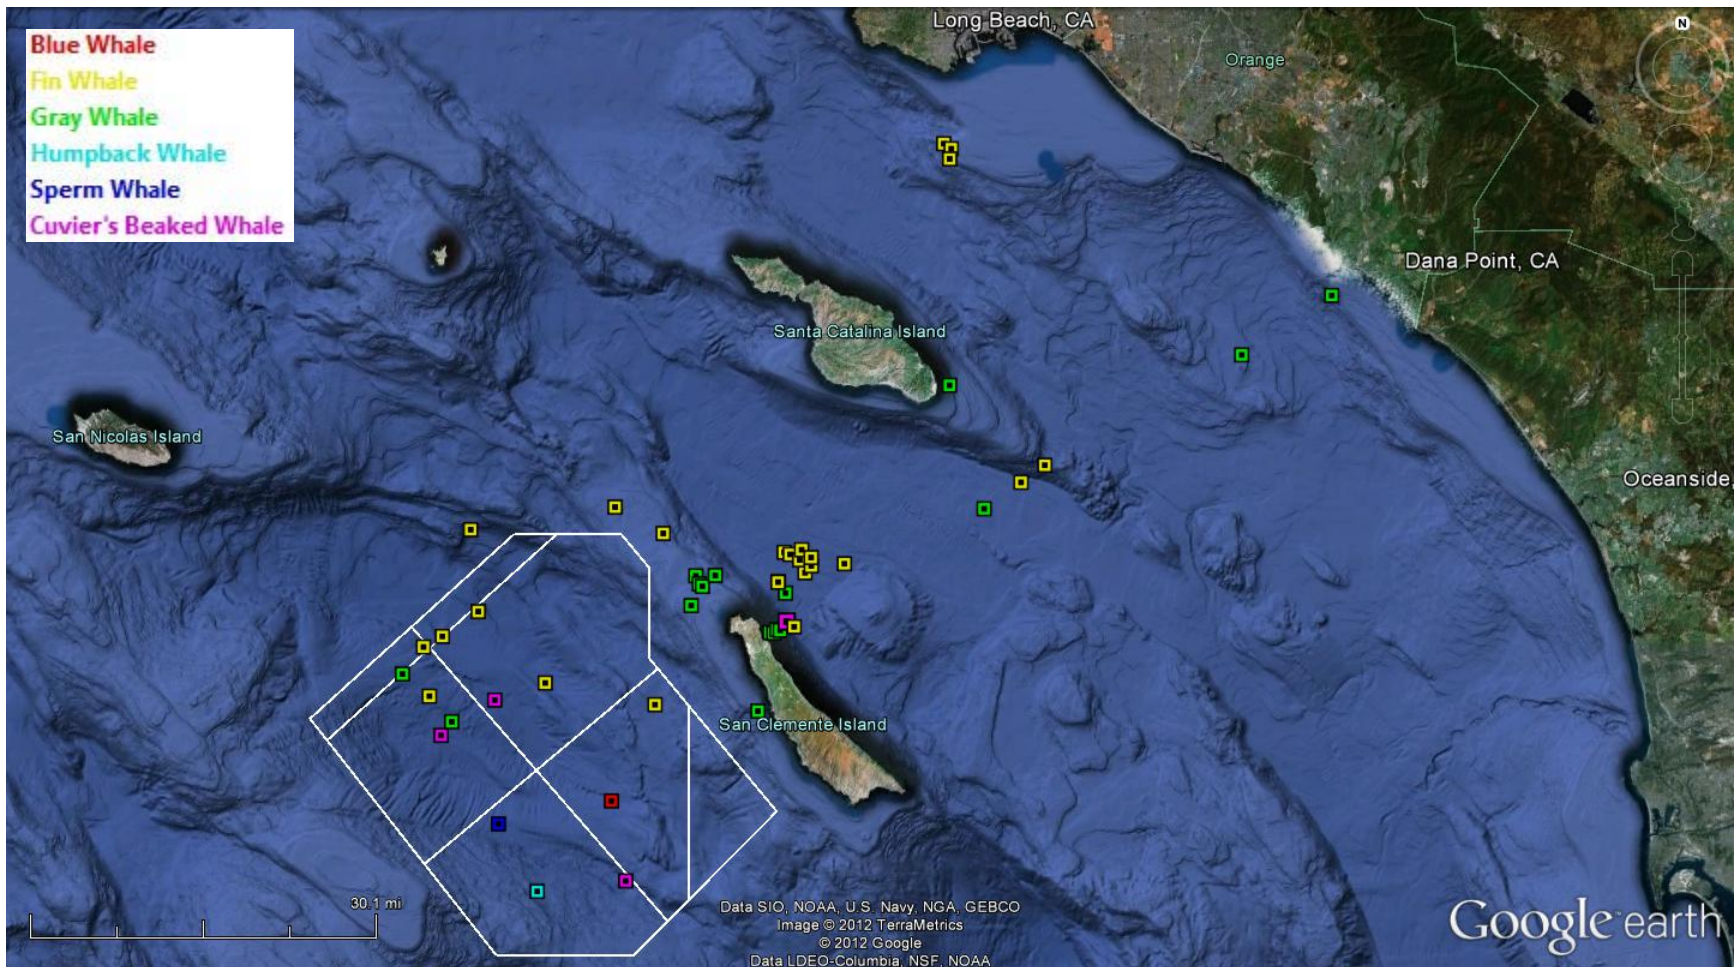 Blue Whale
Fin Whale
Gray Whale
Humpback Whale
Sperm Whale
Cuvier's Beaked Whale
Long Beach, CA
N
Orange
Dana Point, CA
Santa Catalina Island
San Nicolas Island
Oceanside,
San Clemente Island
30.1 mi
Data SIO, NOAA, U.S. Navy, NGA, GEBCO
Image © 2012 TerraMetrics
© 2012 Google
Data LDEO-Columbia, NSF, NOAA
Google earth